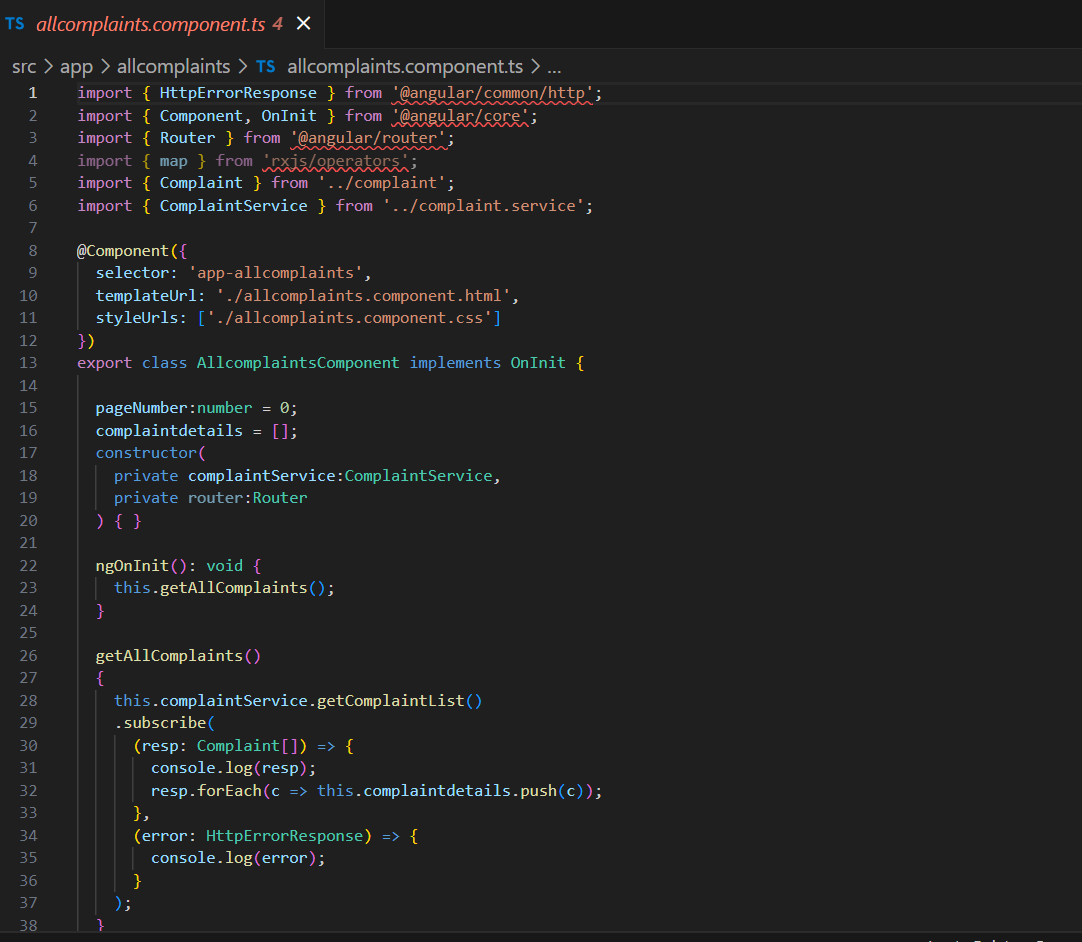 TS allcomplaints.component.ts 4 ✕
src > app > allcomplaints > TS allcomplaints.component.ts > ...
1 import { HttpErrorResponse } from '@angular/common/http';
2 import { Component, OnInit } from '@angular/core';
3 import { Router } from '@angular/router';
4 import { map } from 'rxjs/operators';
5 import { Complaint } from '../complaint';
6 import { ComplaintService } from '../complaint.service';
7
8 @Component({
9   selector: 'app-allcomplaints',
10   templateUrl: './allcomplaints.component.html',
11   styleUrls: ['./allcomplaints.component.css']
12 })
13 export class AllcomplaintsComponent implements OnInit {
14
15   pageNumber:number = 0;
16   complaintdetails = [];
17   constructor(
18     private complaintService:ComplaintService,
19     private router:Router
20   ) { }
21
22   ngOnInit(): void {
23     this.getAllComplaints();
24   }
25
26   getAllComplaints()
27   {
28     this.complaintService.getComplaintList()
29     .subscribe(
30       (resp: Complaint[]) => {
31         console.log(resp);
32         resp.forEach(c => this.complaintdetails.push(c));
33       },
34       (error: HttpErrorResponse) => {
35         console.log(error);
36       }
37     );
38   }